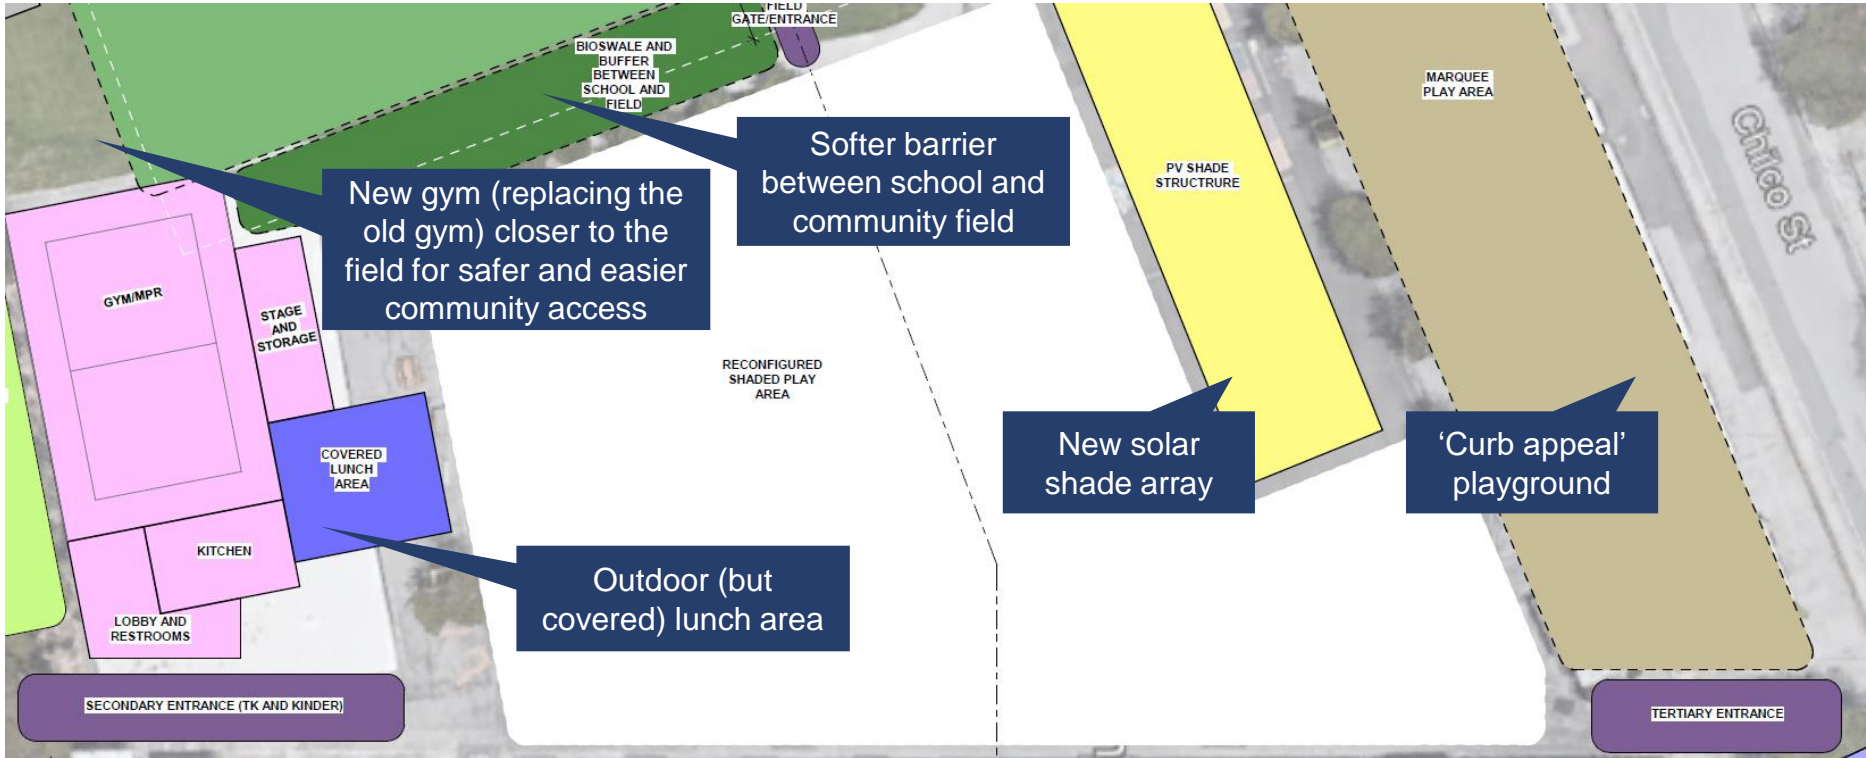 FIELD
GATE/ENTRANCE
BIOSWALE AND
BUFFER
BETWEEN
SCHOOL AND
FIELD
MARQUEE
PLAY AREA
Chilco St
Softer barrier
between school and
community field
PV SHADE
STRUCTRURE
New gym (replacing the
old gym) closer to the
field for safer and easier
community access
GYM/MPR
STAGE
AND
STORAGE
RECONFIGURED
SHADED PLAY
AREA
New solar
shade array
‘Curb appeal’
playground
COVERED
LUNCH
AREA
KITCHEN
Outdoor (but
covered) lunch area
LOBBY AND
RESTROOMS
SECONDARY ENTRANCE (TK AND KINDER)
TERTIARY ENTRANCE